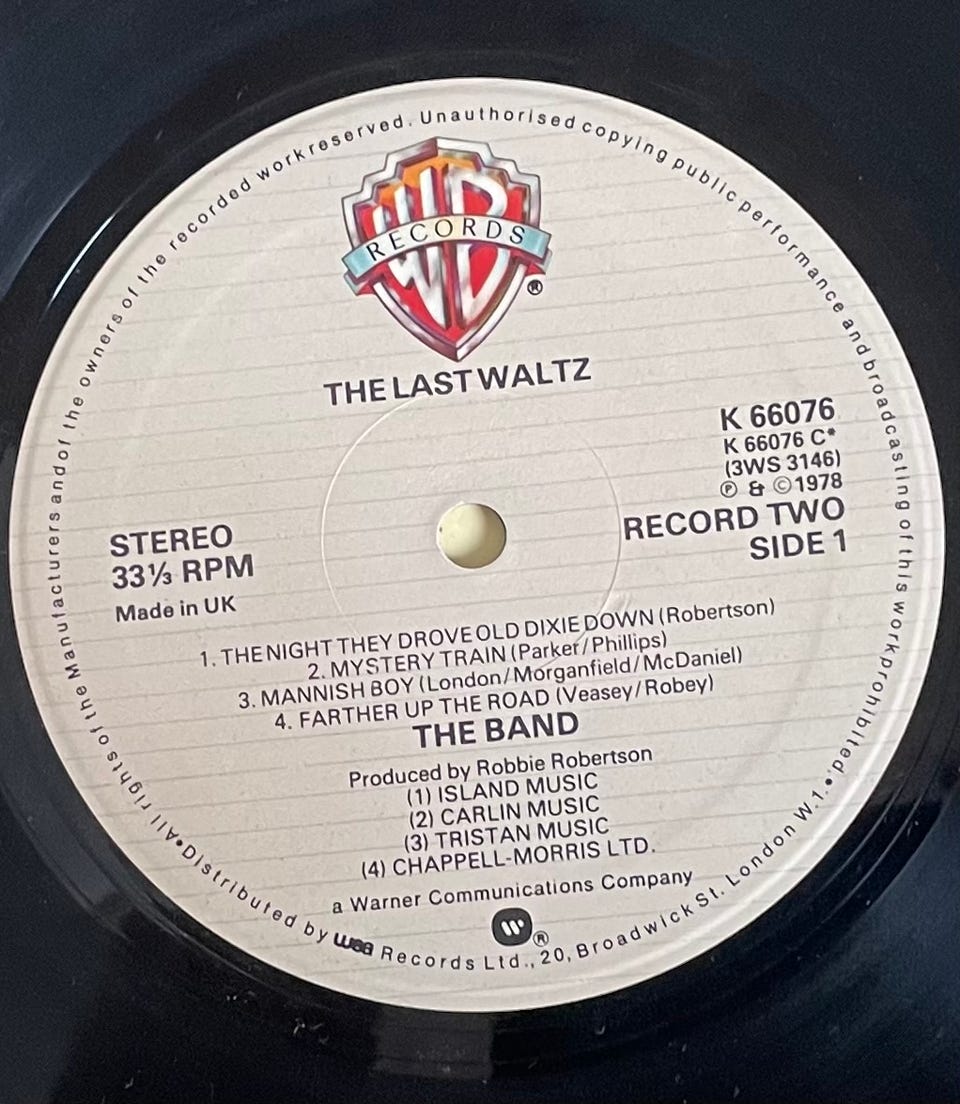 All rights of the Manufacturers and of the owners of the recorded work reserved. Unauthorised copying public performance and broadcasting of this work prohibited.
WB
RECORDS
®
THE LAST WALTZ
K 66076
K 66076 C*
(3WS 3146)
℗ & ©1978
RECORD TWO
SIDE 1
STEREO
33⅓ RPM
Made in UK
1. THE NIGHT THEY DROVE OLD DIXIE DOWN (Robertson)
2. MYSTERY TRAIN (Parker/Phillips)
3. MANNISH BOY (London/Morganfield/McDaniel)
4. FARTHER UP THE ROAD (Veasey/Robey)
THE BAND
Produced by Robbie Robertson
(1) ISLAND MUSIC
(2) CARLIN MUSIC
(3) TRISTAN MUSIC
(4) CHAPPELL-MORRIS LTD.
a Warner Communications Company
®
•Distributed by wea Records Ltd., 20, Broadwick St. London W.1.•